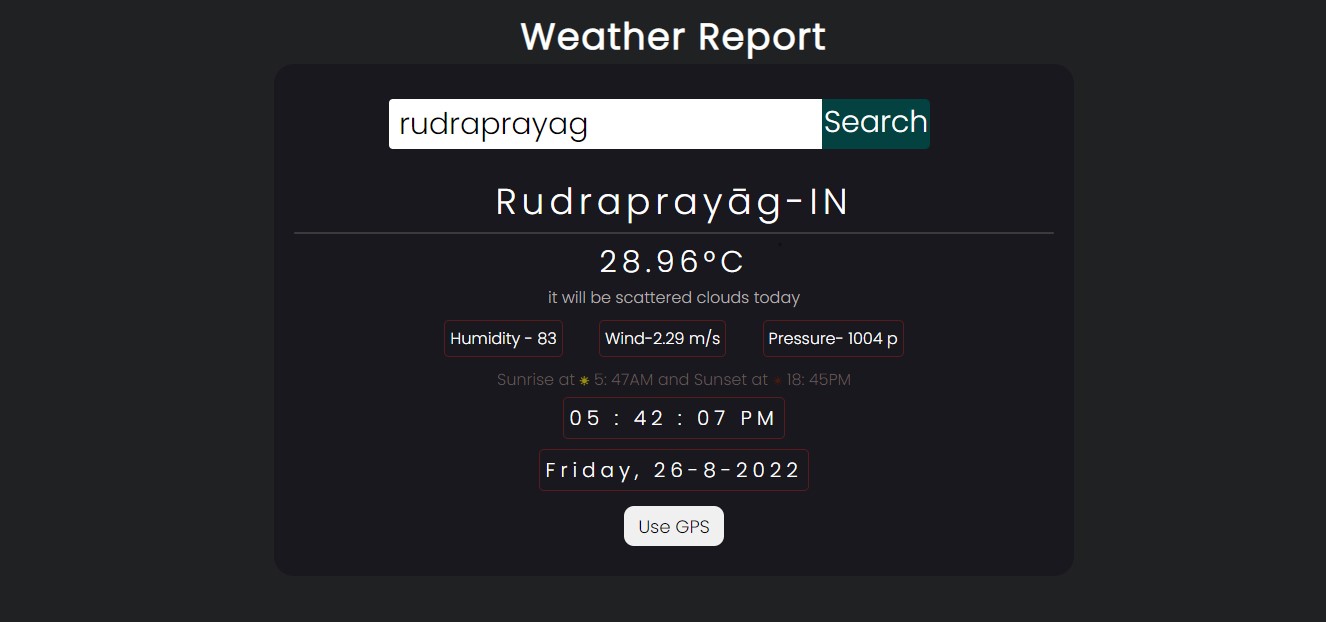 Weather Report
rudraprayag Search
Rudraprayāg-IN
28.96°C
it will be scattered clouds today
Humidity - 83 Wind-2.29 m/s Pressure- 1004 p
Sunrise at ☀ 5: 47AM and Sunset at ☀ 18: 45PM
05 : 42 : 07 PM
Friday, 26-8-2022
Use GPS